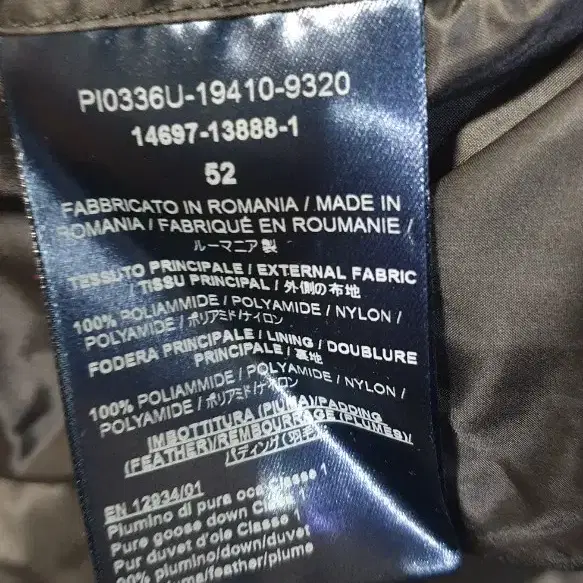 PI0336U-19410-9320
14697-13888-1
52
FABBRICATO IN ROMANIA / MADE IN
ROMANIA / FABRIQUÉ EN ROUMANIE /
ルーマニア製
TESSUTO PRINCIPALE / EXTERNAL FABRIC
/ TISSU PRINCIPAL / 外側の布地
100% POLIAMMIDE / POLYAMIDE / NYLON /
POLYAMIDE / ポリアミド/ナイロン
FODERA PRINCIPALE / LINING / DOUBLURE
PRINCIPALE / 裏地
100% POLIAMMIDE / POLYAMIDE / NYLON /
POLYAMIDE / ポリアミド/ナイロン
IMBOTTITURA (PIUMA)/PADDING
(FEATHER)/REMBOURRAGE (PLUMES)/
パディング (羽毛)
EN 12934/01
Piumino di pura oca Classe 1
Pure goose down Class 1
Pur duvet d'oie Classe 1
90% piumino/down/duvet
piuma/feather/plume